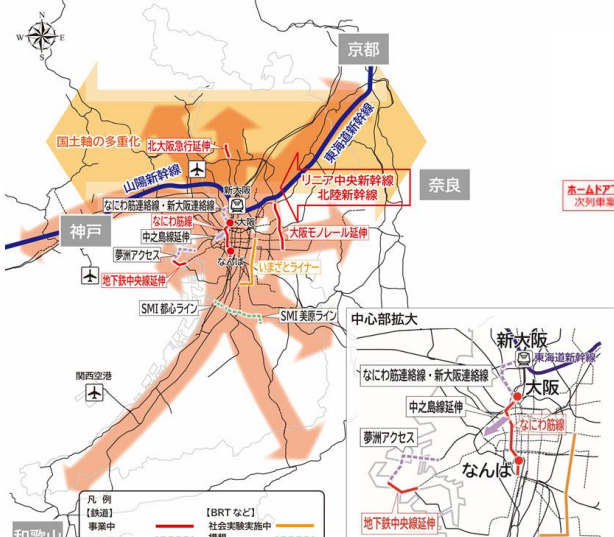 N
W
E
S
京都
国土軸の多重化
北大阪急行延伸
東海道新幹線
山陽新幹線
リニア中央新幹線
北陸新幹線
奈良
新大阪
ホームドア
次列車
なにわ筋連絡線・新大阪連絡線
大阪
なにわ筋線
神戸
中之島線延伸
大阪モノレール延伸
夢洲アクセス
なんば
いまざとライナー
地下鉄中央線延伸
SMI 都心ライン
SMI 美原ライン
関西空港
中心部拡大
新大阪
東海道新幹線
なにわ筋連絡線・新大阪連絡線
大阪
中之島線延伸
なにわ筋線
夢洲アクセス
なんば
地下鉄中央線延伸
凡 例
【鉄道】
【BRT など】
事業中
社会実験実施中
和歌山